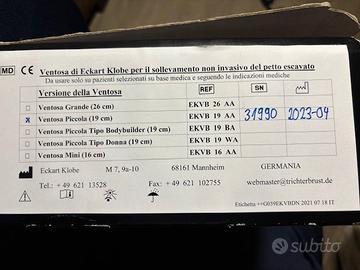 MD CE Ventosa di Eckart Klobe per il sollevamento non invasivo del petto escavato
Da usare solo su pazienti selezionati su base medica e seguendo le indicazioni mediche
Versione della Ventosa REF SN
Ventosa Grande (26 cm) EKVB 26 AA
x Ventosa Piccola (19 cm) EKVB 19 AA 31990 2023-04
Ventosa Piccola Tipo Bodybuilder (19 cm) EKVB 19 BA
Ventosa Piccola Tipo Donna (19 cm) EKVB 19 WA
Ventosa Mini (16 cm) EKVB 16 AA
Eckart Klobe M 7, 9a-10 68161 Mannheim GERMANIA
Tel.: + 49 621 13528 Fax: + 49 621 102755 webmaster@trichterbrust.de
Etichetta ++G059EKVBDN 2021 07 18 IT
subito